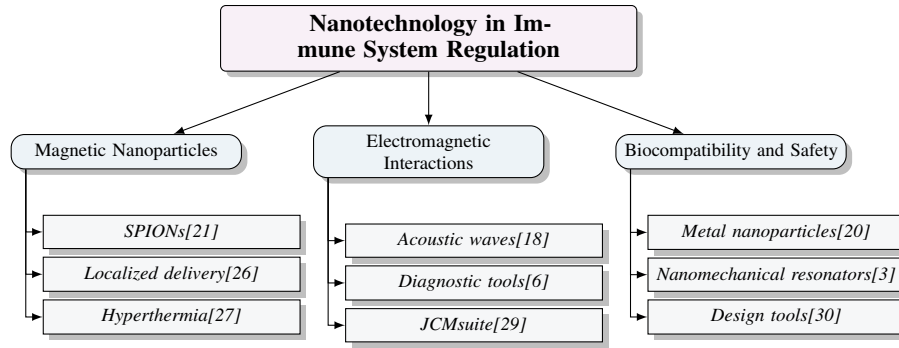 Nanotechnology in Im-
mune System Regulation
Magnetic Nanoparticles
SPIONs[21]
Localized delivery[26]
Hyperthermia[27]
Electromagnetic
Interactions
Acoustic waves[18]
Diagnostic tools[6]
JCMsuite[29]
Biocompatibility and Safety
Metal nanoparticles[20]
Nanomechanical resonators[3]
Design tools[30]